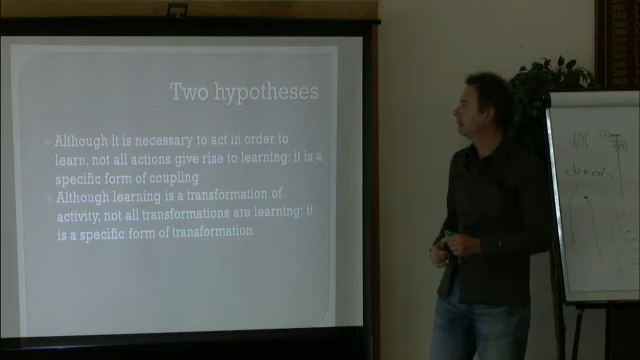 Two hypotheses
Although it is necessary to act in order to
learn, not all actions give rise to learning: it is a
specific form of coupling
Although learning is a transformation of
activity, not all transformations are learning: it
is a specific form of transformation